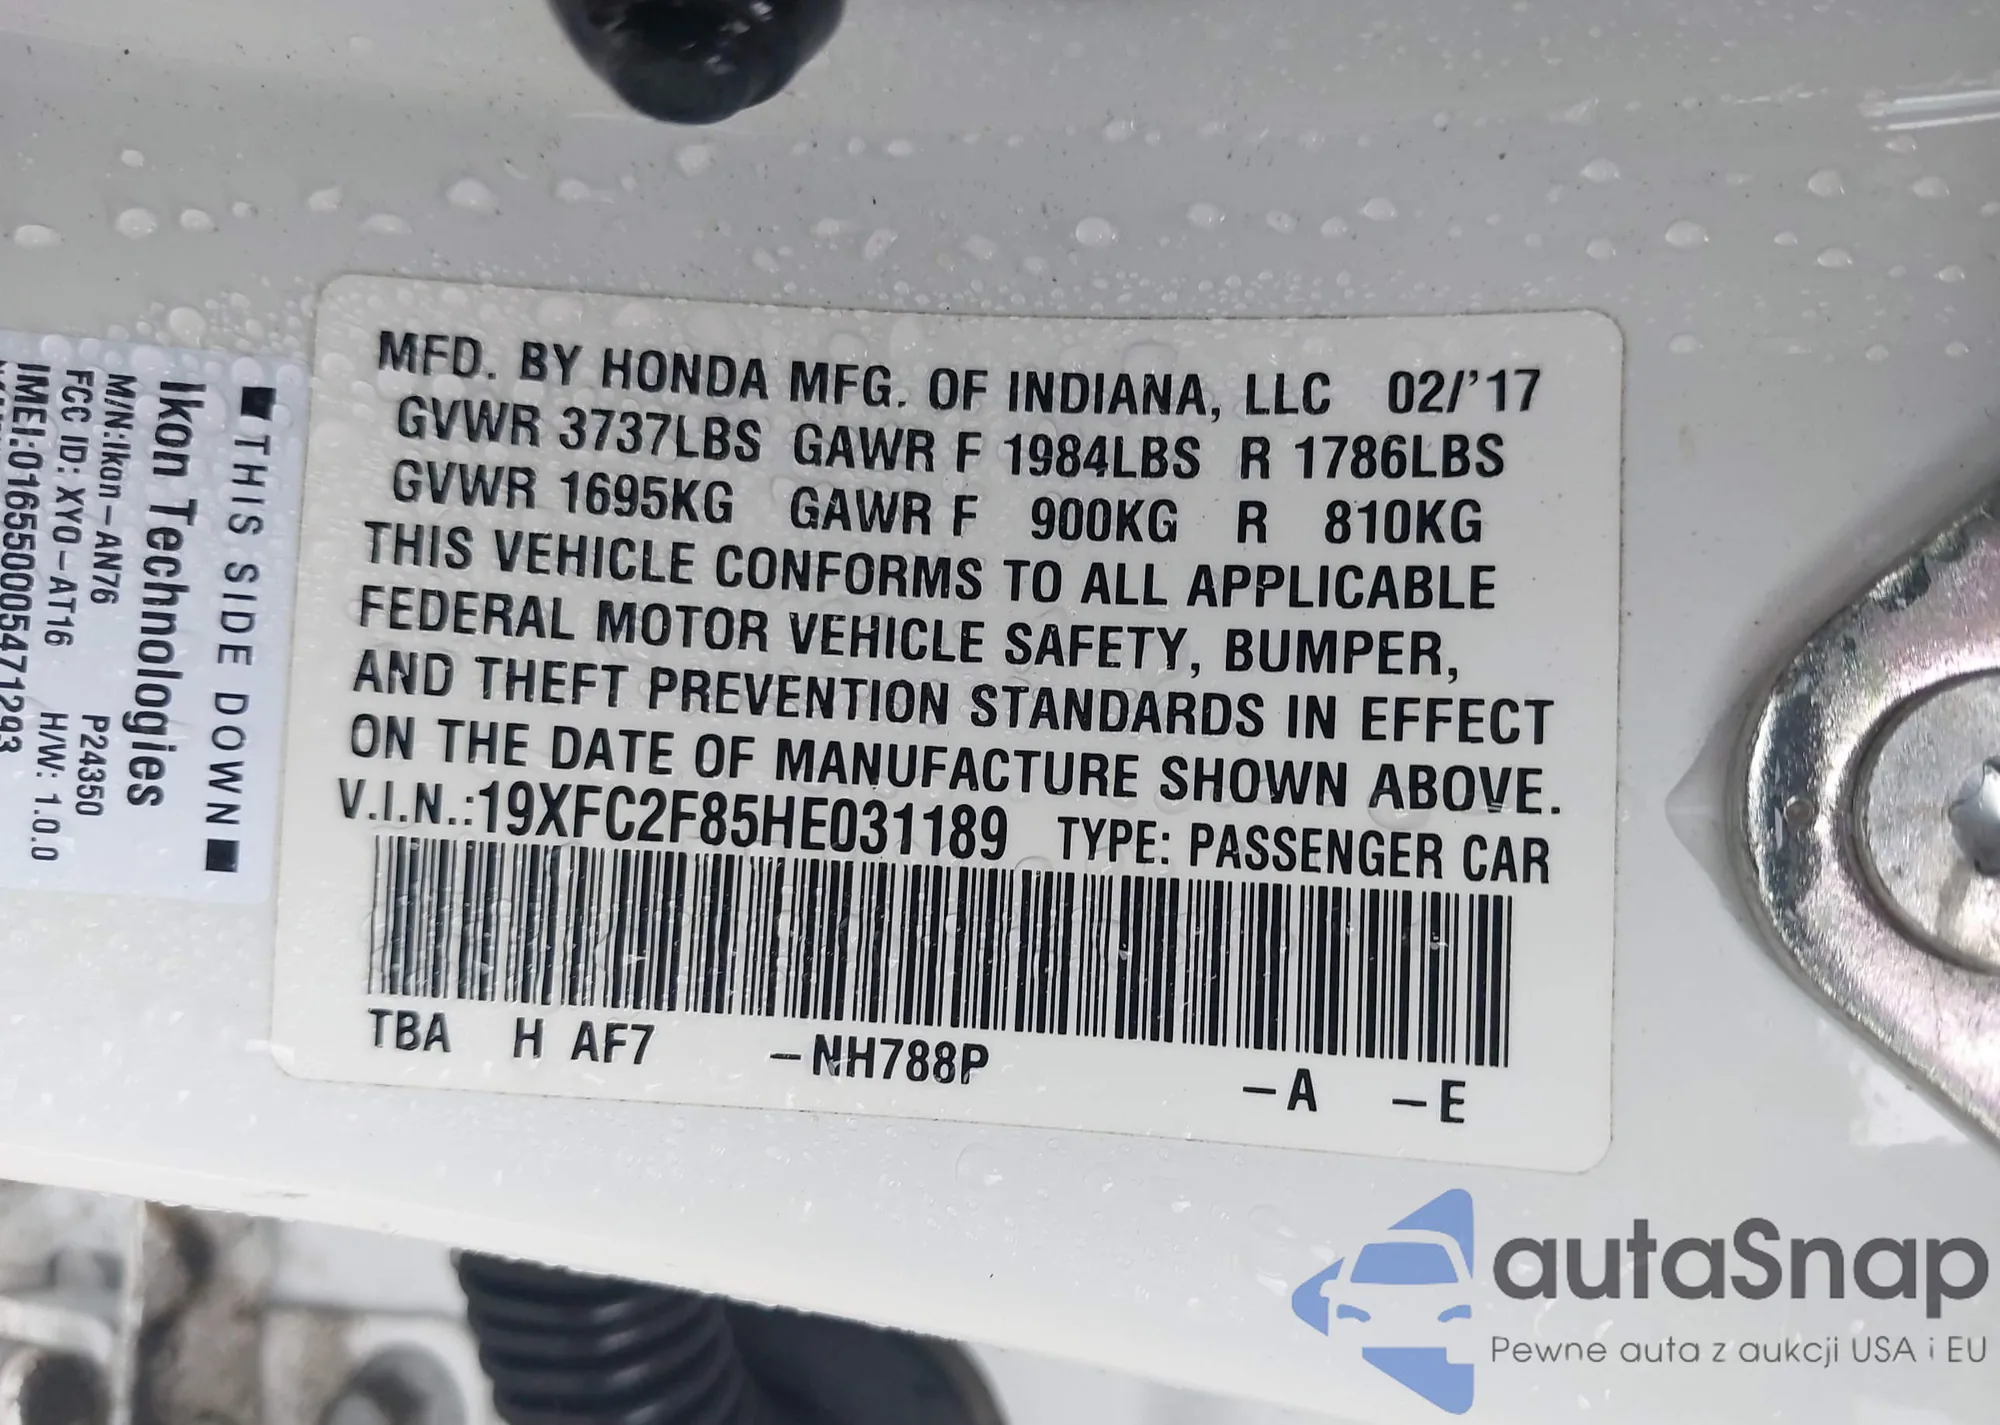 MFD. BY HONDA MFG. OF INDIANA, LLC 02/'17
GVWR 3737LBS GAWR F 1984LBS R 1786LBS
GVWR 1695KG GAWR F 900KG R 810KG
THIS VEHICLE CONFORMS TO ALL APPLICABLE
FEDERAL MOTOR VEHICLE SAFETY, BUMPER,
AND THEFT PREVENTION STANDARDS IN EFFECT
ON THE DATE OF MANUFACTURE SHOWN ABOVE.
V.I.N.:19XFC2F85HE031189 TYPE: PASSENGER CAR
TBA H AF7 -NH788P -A -E
■ THIS SIDE DOWN ■
Ikon Technologies
M/N:Ikon-AN76 P24350
FCC ID: XYO-AT16 H/W: 1.0.0
IMEI:016550005471293
autaSnap
Pewne auta z aukcji USA i EU